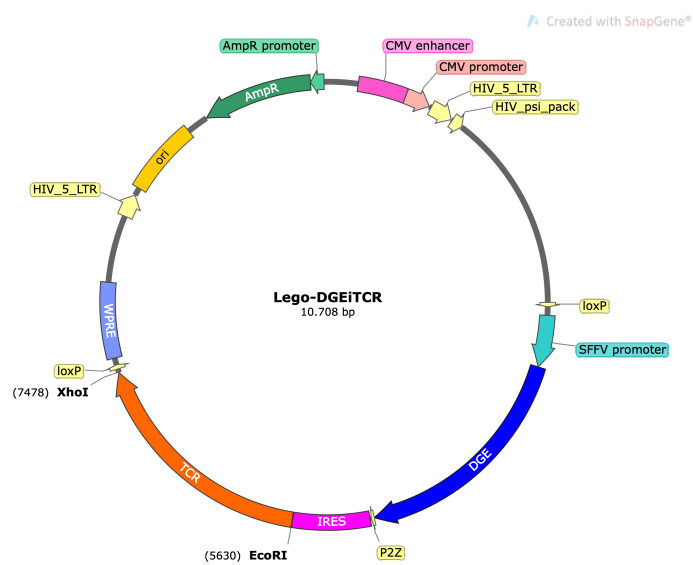 Created with SnapGene®
AmpR promoter
CMV enhancer
CMV promoter
HIV_5_LTR
HIV_psi_pack
AmpR
ori
HIV_5_LTR
Lego-DGEiTCR
10.708 bp
loxP
WPRE
SFFV promoter
loxP
(7478) XhoI
DGE
TCR
IRES
(5630) EcoRI
P2Z